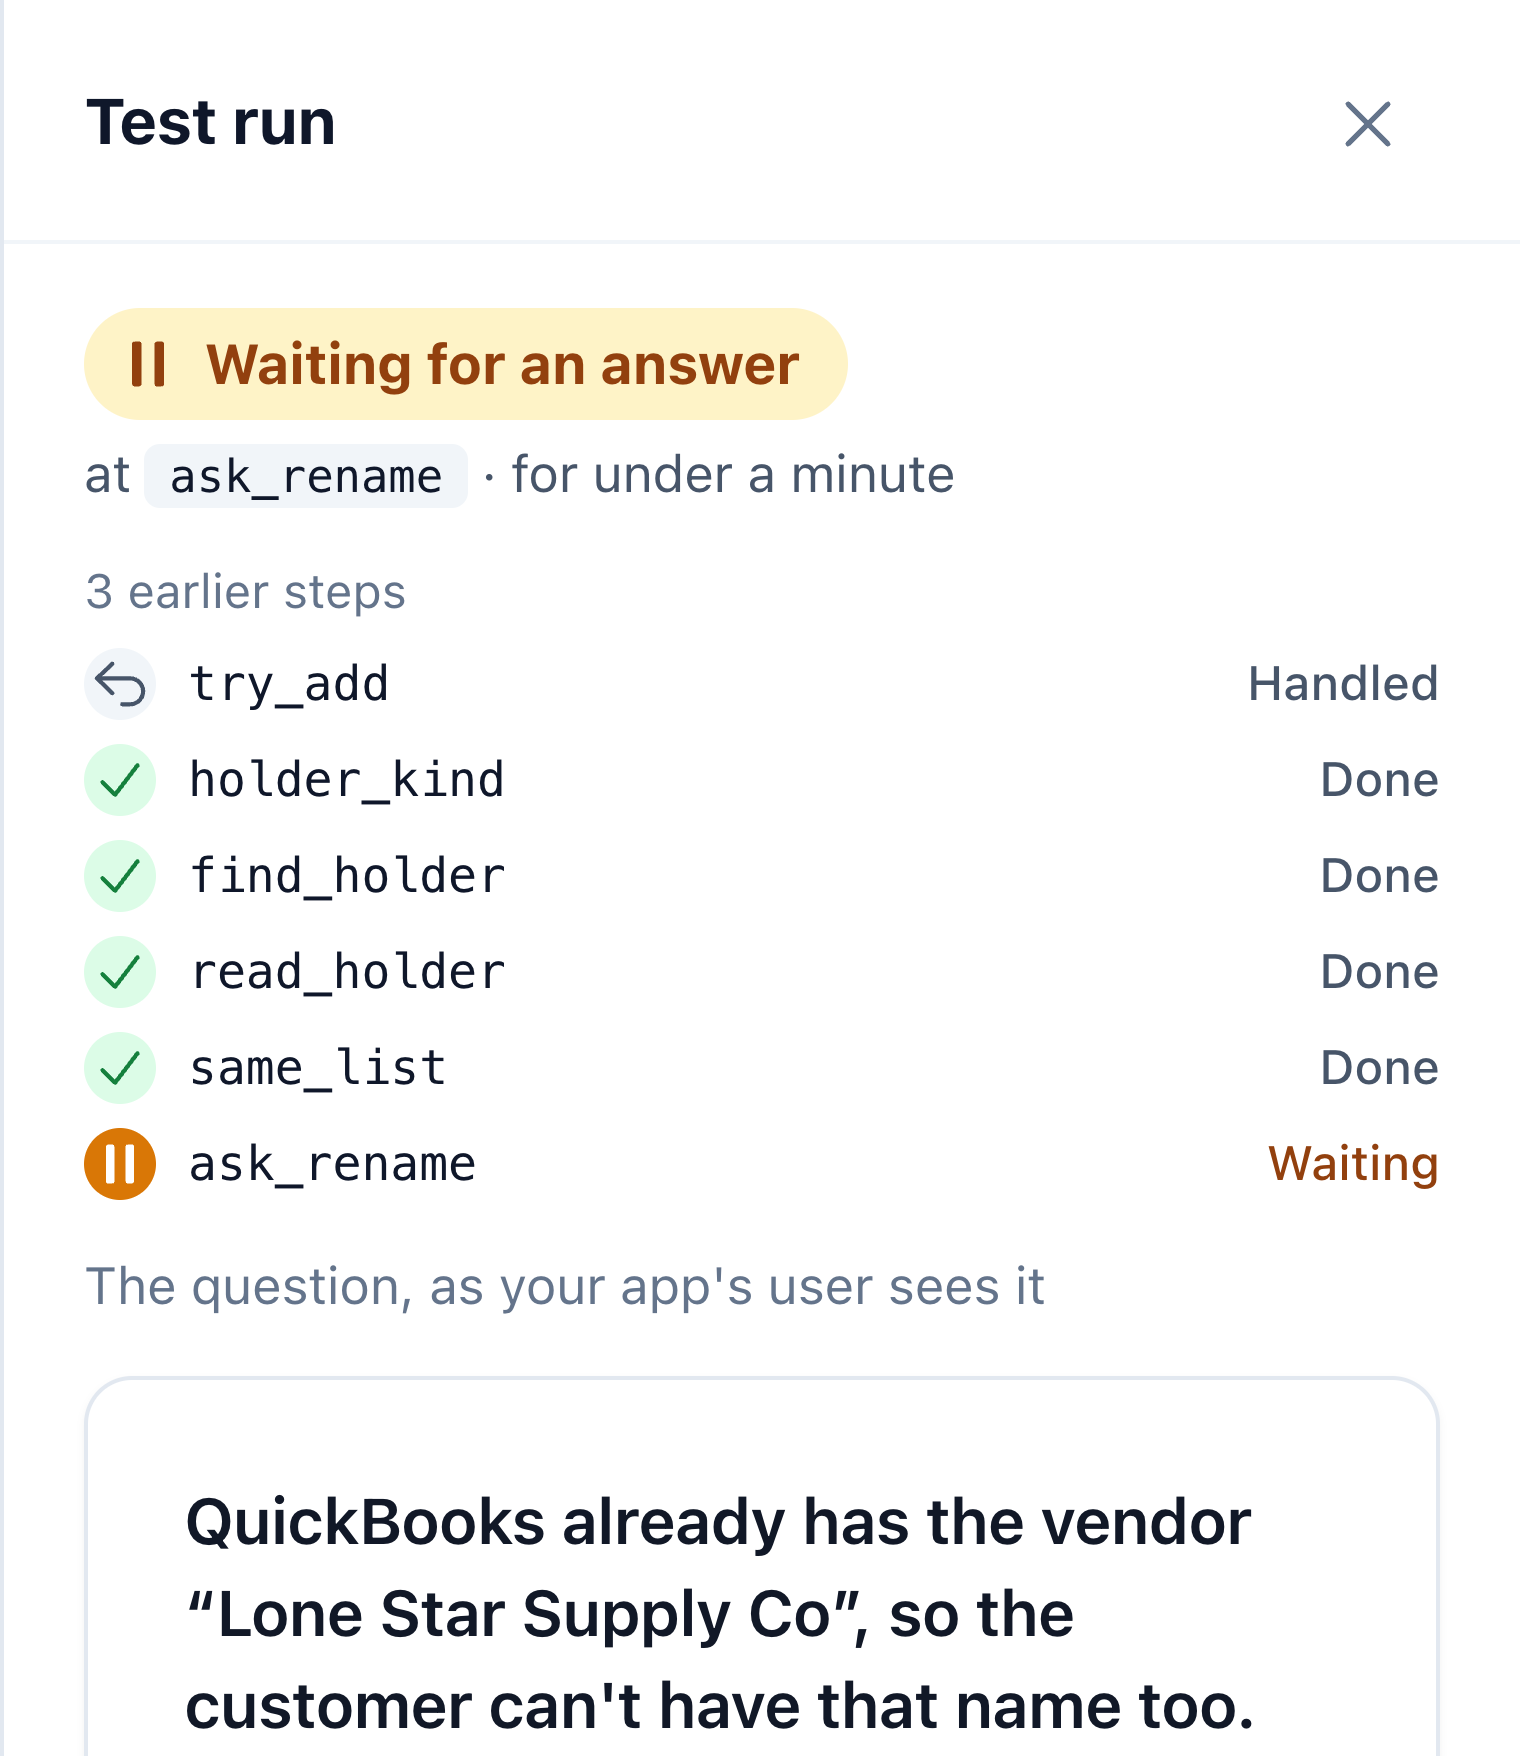 Test run
Waiting for an answer
at ask_rename · for under a minute
3 earlier steps
try_add Handled
holder_kind Done
find_holder Done
read_holder Done
same_list Done
ask_rename Waiting
The question, as your app's user sees it
QuickBooks already has the vendor
“Lone Star Supply Co”, so the
customer can't have that name too.